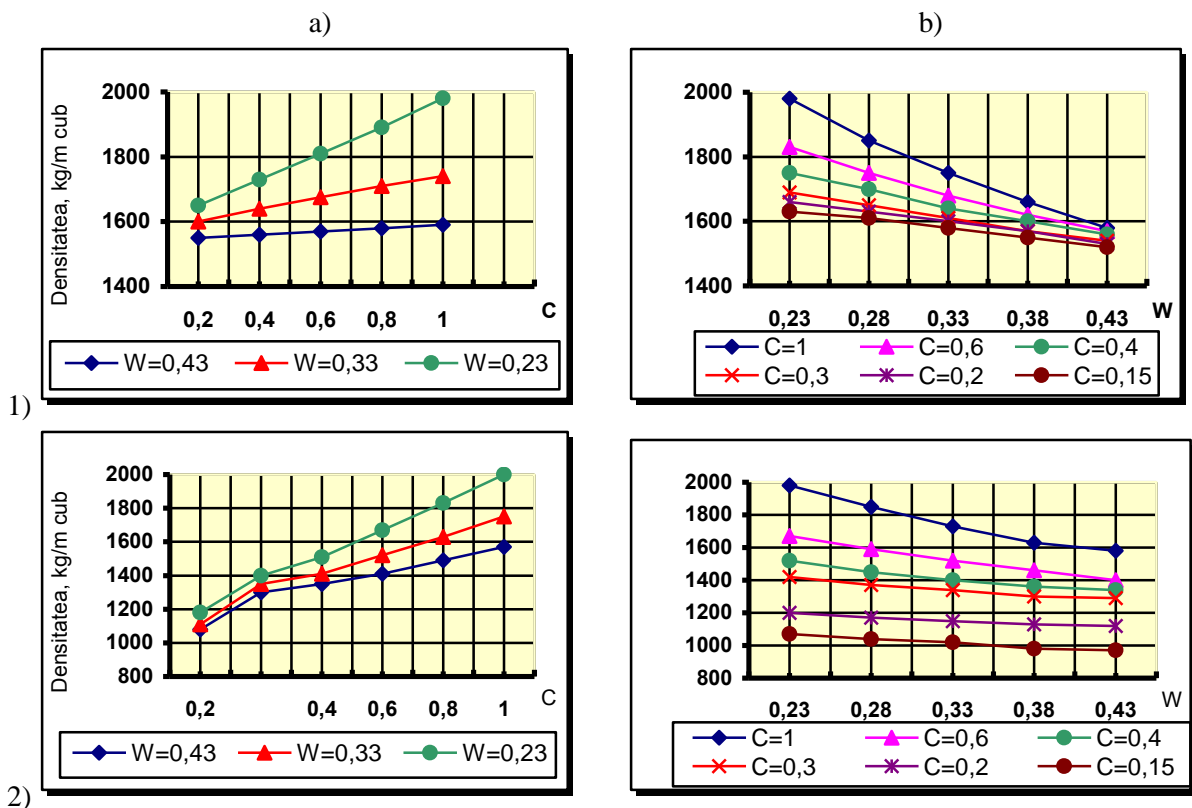 a)
b)
Densitatea, kg/m cub
2000
1800
1600
1400
0,2 0,4 0,6 0,8 1
C
W=0,43 W=0,33 W=0,23
2000
1800
1600
1400
0,23 0,28 0,33 0,38 0,43
W
C=1 C=0,6 C=0,4
C=0,3 C=0,2 C=0,15
1)
Densitatea, kg/m cub
2000
1800
1600
1400
1200
1000
800
0,2 0,4 0,6 0,8 1
C
W=0,43 W=0,33 W=0,23
2000
1800
1600
1400
1200
1000
800
0,23 0,28 0,33 0,38 0,43
W
C=1 C=0,6 C=0,4
C=0,3 C=0,2 C=0,15
2)